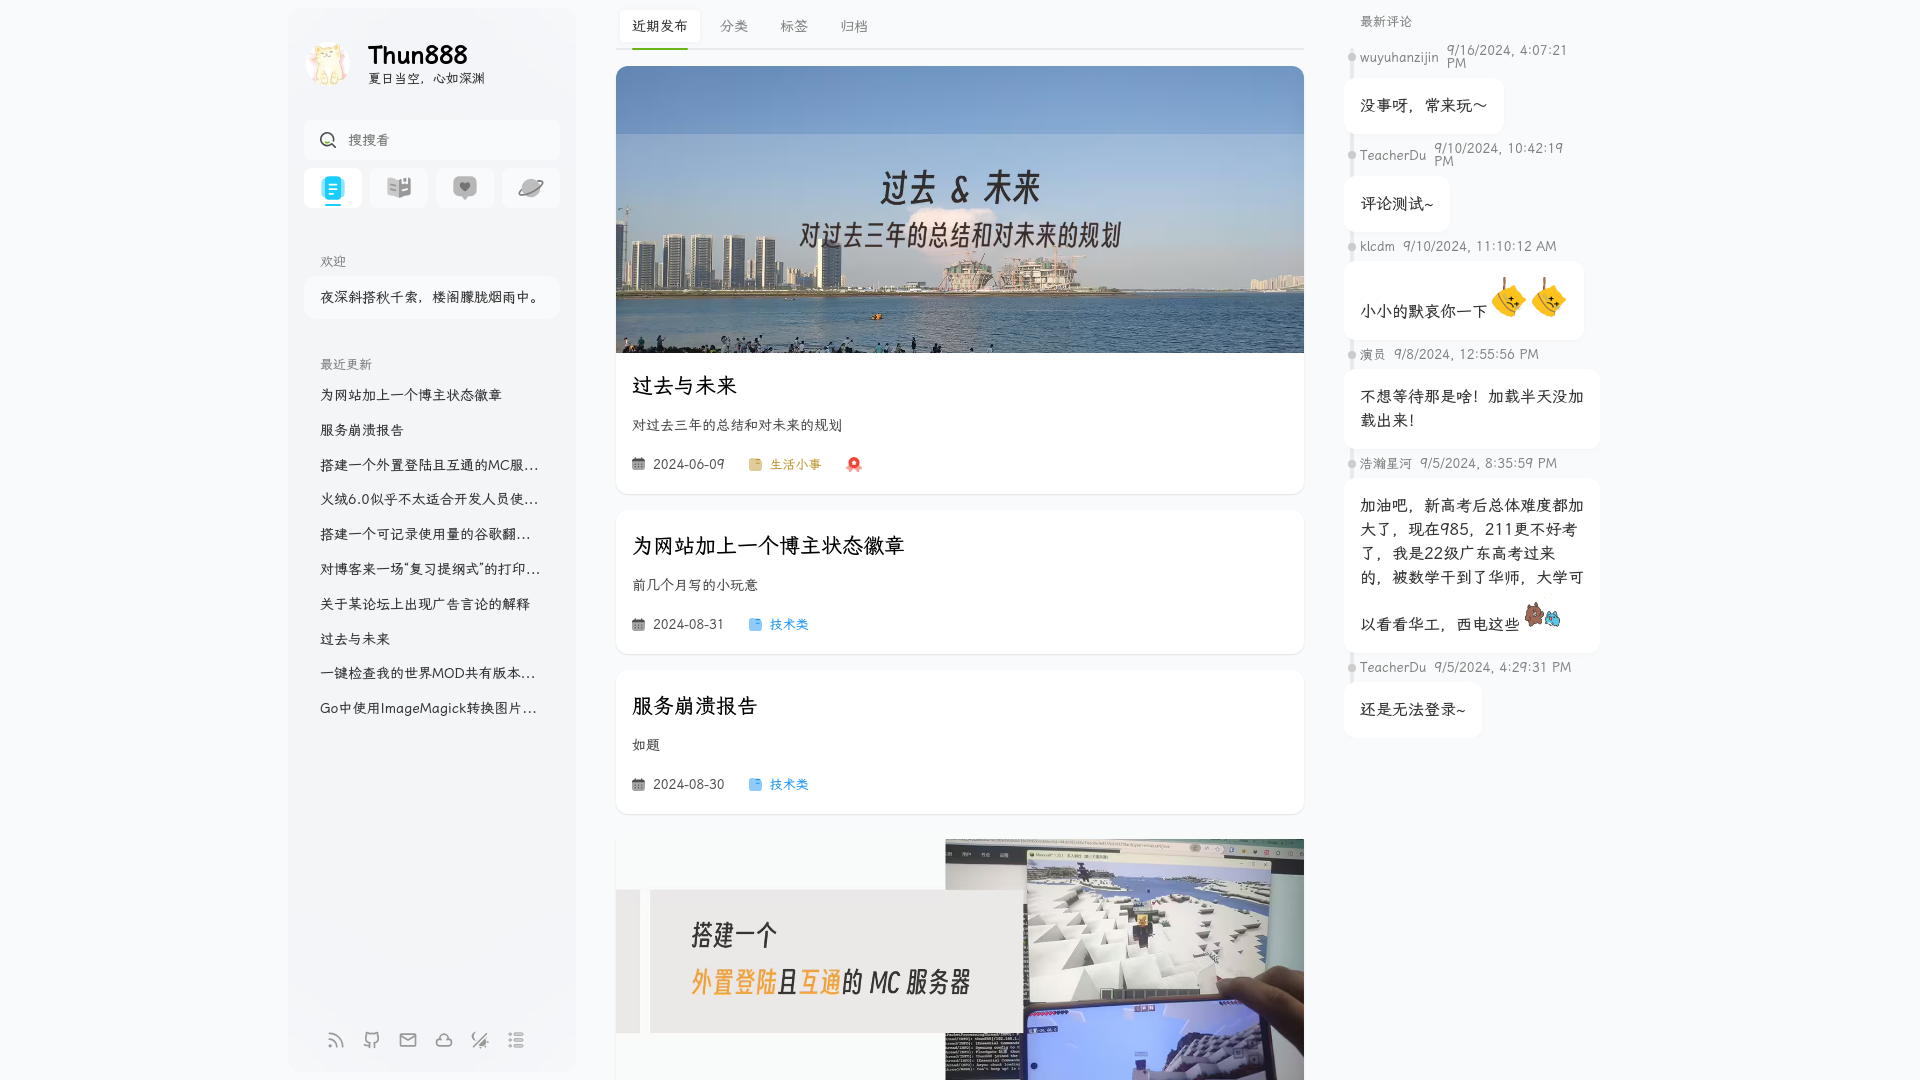 Thun888
夏日当空，心如深渊
搜搜看
欢迎
夜深斜搭秋千索，楼阁朦胧烟雨中。
最近更新
为网站加上一个博主状态徽章
服务崩溃报告
搭建一个外置登陆且互通的MC服...
火绒6.0似乎不太适合开发人员使...
搭建一个可记录使用量的谷歌翻...
对博客来一场“复习提纲式”的打印...
关于某论坛上出现广告言论的解释
过去与未来
一键检查我的世界MOD共有版本...
Go中使用ImageMagick转换图片...
近期发布 分类 标签 归档
过去 & 未来
对过去三年的总结和对未来的规划
过去与未来
对过去三年的总结和对未来的规划
2024-06-09 生活小事
为网站加上一个博主状态徽章
前几个月写的小玩意
2024-08-31 技术类
服务崩溃报告
如题
2024-08-30 技术类
搭建一个
外置登陆且互通的 MC 服务器
最新评论
wuyuhanzijin 9/16/2024, 4:07:21
PM
没事呀，常来玩～
TeacherDu 9/10/2024, 10:42:19
PM
评论测试~
klcdm 9/10/2024, 11:10:12 AM
小小的默哀你一下
演员 9/8/2024, 12:55:56 PM
不想等待那是啥！加载半天没加
载出来！
浩瀚星河 9/5/2024, 8:35:59 PM
加油吧，新高考后总体难度都加
大了，现在985，211更不好考
了，我是22级广东高考过来
的，被数学干到了华师，大学可
以看看华工，西电这些
TeacherDu 9/5/2024, 4:29:31 PM
还是无法登录~